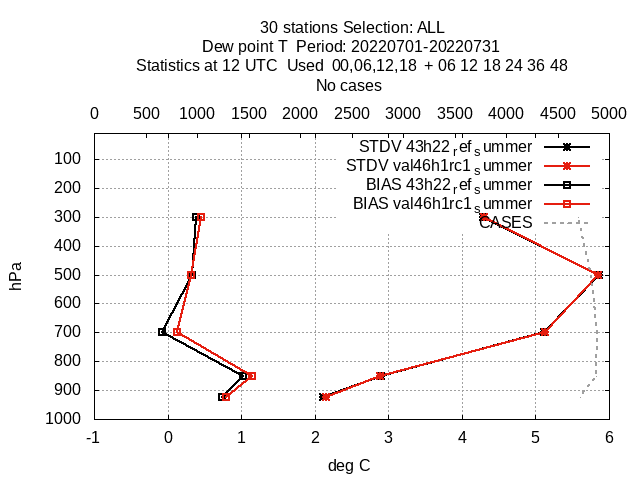 30 stations Selection: ALL
Dew point T  Period: 20220701-20220731
Statistics at 12 UTC  Used  00,06,12,18  + 06 12 18 24 36 48
No cases
0 500 1000 1500 2000 2500 3000 3500 4000 4500 5000
STDV 43h22_ref_summer
STDV val46h1rc1_summer
BIAS 43h22_ref_summer
BIAS val46h1rc1_summer
CASES
100
200
300
400
500
600
700
800
900
1000
hPa
-1 0 1 2 3 4 5 6
deg C